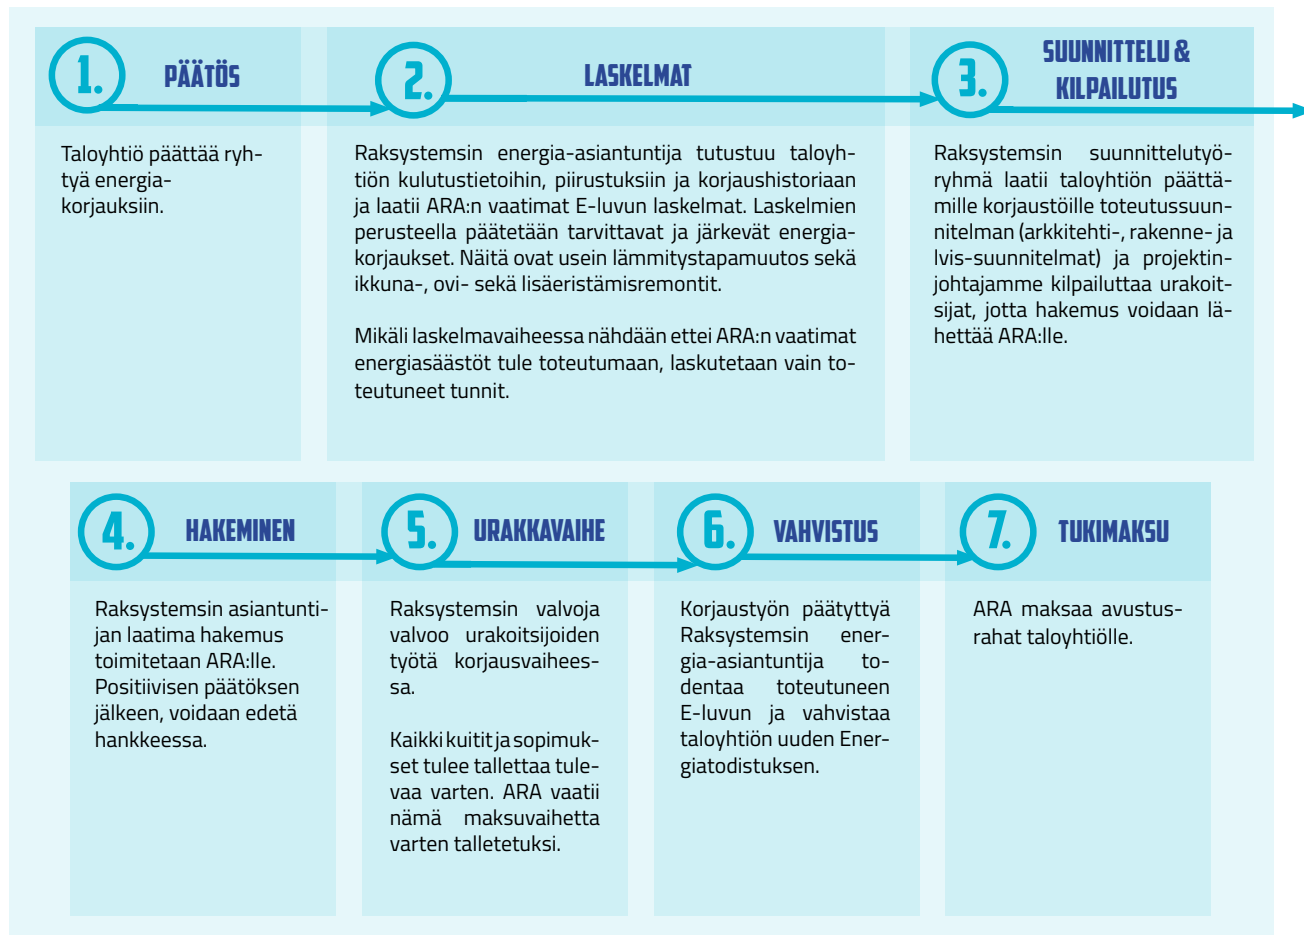 1. PÄÄTÖS
Taloyhtiö päättää ryh-
tyä energia-
korjauksiin.
2. LASKELMAT
Raksystemsin energia-asiantuntija tutustuu taloyh-
tiön kulutustietoihin, piirustuksiin ja korjaushistoriaan
ja laatii ARA:n vaatimat E-luvun laskelmat. Laskelmien
perusteella päätetään tarvittavat ja järkevät energia-
korjaukset. Näitä ovat usein lämmitystapamuutos sekä
ikkuna-, ovi- sekä lisäeristämisremontit.
Mikäli laskelmavaiheessa nähdään ettei ARA:n vaatimat
energiasäästöt tule toteutumaan, laskutetaan vain to-
teutuneet tunnit.
3. SUUNNITTELU &
KILPAILUTUS
Raksystemsin suunnittelutyö-
ryhmä laatii taloyhtiön päättä-
mille korjaustöille toteutussuun-
nitelman (arkkitehti-, rakenne- ja
lvis-suunnitelmat) ja projektin-
johtajamme kilpailuttaa urakoit-
sijat, jotta hakemus voidaan lä-
hettää ARA:lle.
4. HAKEMINEN
Raksystemsin asiantunti-
jan laatima hakemus
toimitetaan ARA:lle.
Positiivisen päätöksen
jälkeen, voidaan edetä
hankkeessa.
5. URAKKAVAIHE
Raksystemsin valvoja
valvoo urakoitsijoiden
työtä korjausvaihees-
sa.
Kaikki kuitit ja sopimuk-
set tulee tallettaa tule-
vaa varten. ARA vaatii
nämä maksuvaihetta
varten talletetuksi.
6. VAHVISTUS
Korjaustyön päätyttyä
Raksystemsin ener-
gia-asiantuntija to-
dentaa toteutuneen
E-luvun ja vahvistaa
taloyhtiön uuden Ener-
giatodistuksen.
7. TUKIMAKSU
ARA maksaa avustus-
rahat taloyhtiölle.